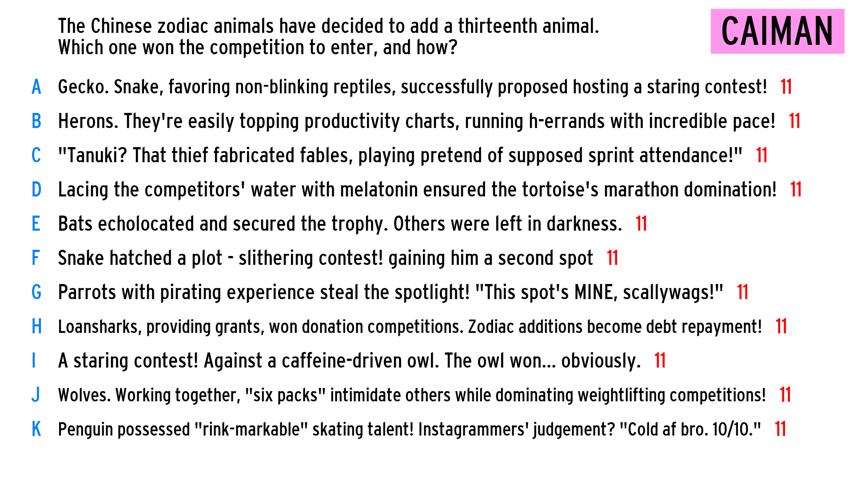 The Chinese zodiac animals have decided to add a thirteenth animal.
Which one won the competition to enter, and how?
CAIMAN
A Gecko. Snake, favoring non-blinking reptiles, successfully proposed hosting a staring contest! 11
B Herons. They're easily topping productivity charts, running h-errands with incredible pace! 11
C "Tanuki? That thief fabricated fables, playing pretend of supposed sprint attendance!" 11
D Lacing the competitors' water with melatonin ensured the tortoise's marathon domination! 11
E Bats echolocated and secured the trophy. Others were left in darkness. 11
F Snake hatched a plot - slithering contest! gaining him a second spot 11
G Parrots with pirating experience steal the spotlight! "This spot's MINE, scallywags!" 11
H Loansharks, providing grants, won donation competitions. Zodiac additions become debt repayment! 11
I A staring contest! Against a caffeine-driven owl. The owl won... obviously. 11
J Wolves. Working together, "six packs" intimidate others while dominating weightlifting competitions! 11
K Penguin possessed "rink-markable" skating talent! Instagrammers' judgement? "Cold af bro. 10/10." 11